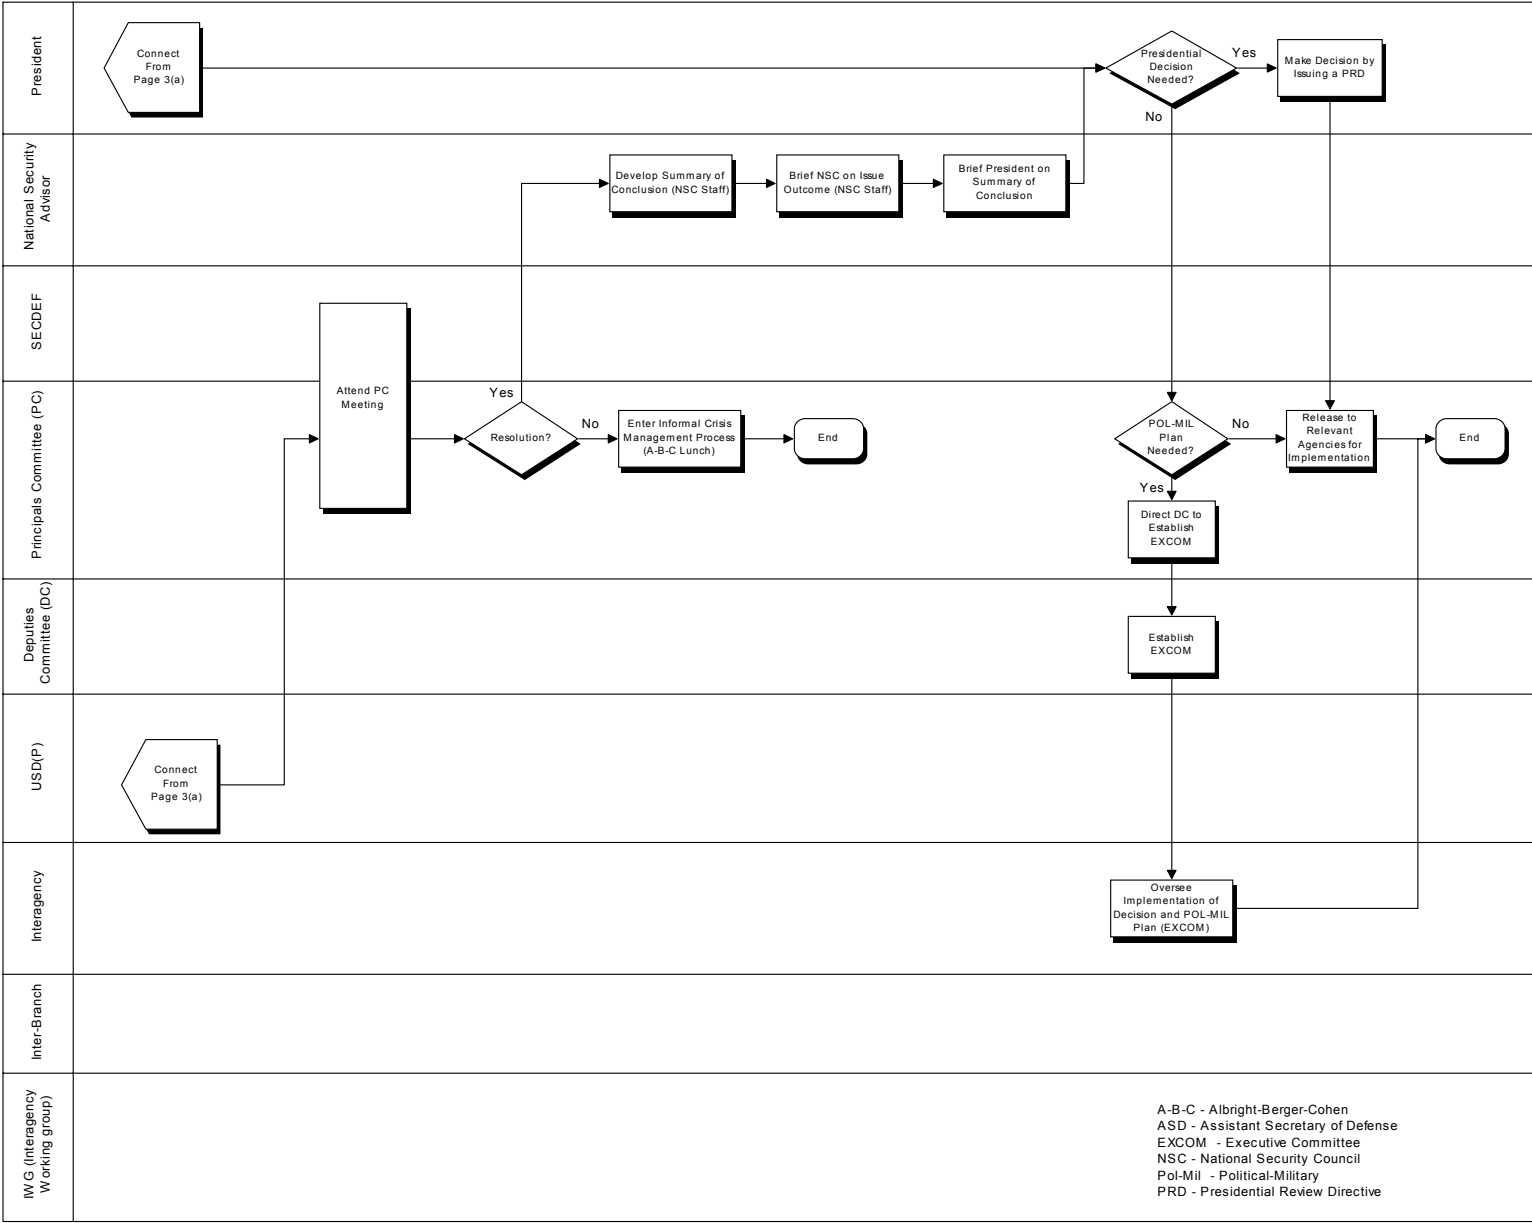 President
Connect
From
Page 3(a)
Presidential
Decision
Needed?
Yes
No
Make Decision by
Issuing a PRD
National Security
Advisor
Develop Summary of
Conclusion (NSC Staff)
Brief NSC on Issue
Outcome (NSC Staff)
Brief President on
Summary of
Conclusion
SECDEF
Principals Committee (PC)
Attend PC
Meeting
Yes
Resolution?
No
Enter Informal Crisis
Management Process
(A-B-C Lunch)
End
POL-MIL
Plan
Needed?
No
Yes
Release to
Relevant
Agencies for
Implementation
End
Direct DC to
Establish
EXCOM
Deputies
Committee (DC)
Establish
EXCOM
USD(P)
Connect
From
Page 3(a)
Interagency
Oversee
Implementation of
Decision and POL-MIL
Plan (EXCOM)
Inter-Branch
IWG (Interagency
Working group)
A-B-C - Albright-Berger-Cohen
ASD - Assistant Secretary of Defense
EXCOM - Executive Committee
NSC - National Security Council
Pol-Mil - Political-Military
PRD - Presidential Review Directive